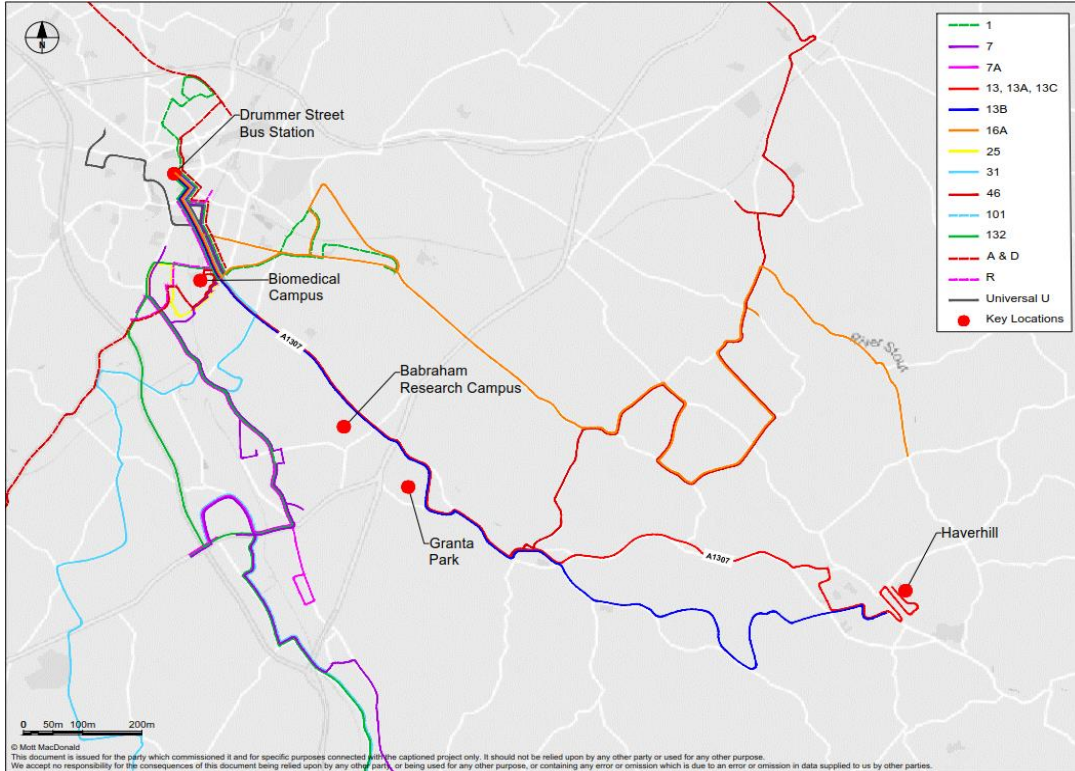 N
Drummer Street
Bus Station
Biomedical
Campus
A1307
Babraham
Research Campus
Granta
Park
A1307
Haverhill
River Stour
1
7
7A
13, 13A, 13C
13B
16A
25
31
46
101
132
A & D
R
Universal U
Key Locations
0 50m 100m 200m
© Mott MacDonald
This document is issued for the party which commissioned it and for specific purposes connected with the captioned project only. It should not be relied upon by any other party or used for any other purpose.
We accept no responsibility for the consequences of this document being relied upon by any other party, or being used for any other purpose, or containing any error or omission which is due to an error or omission in data supplied to us by other parties.